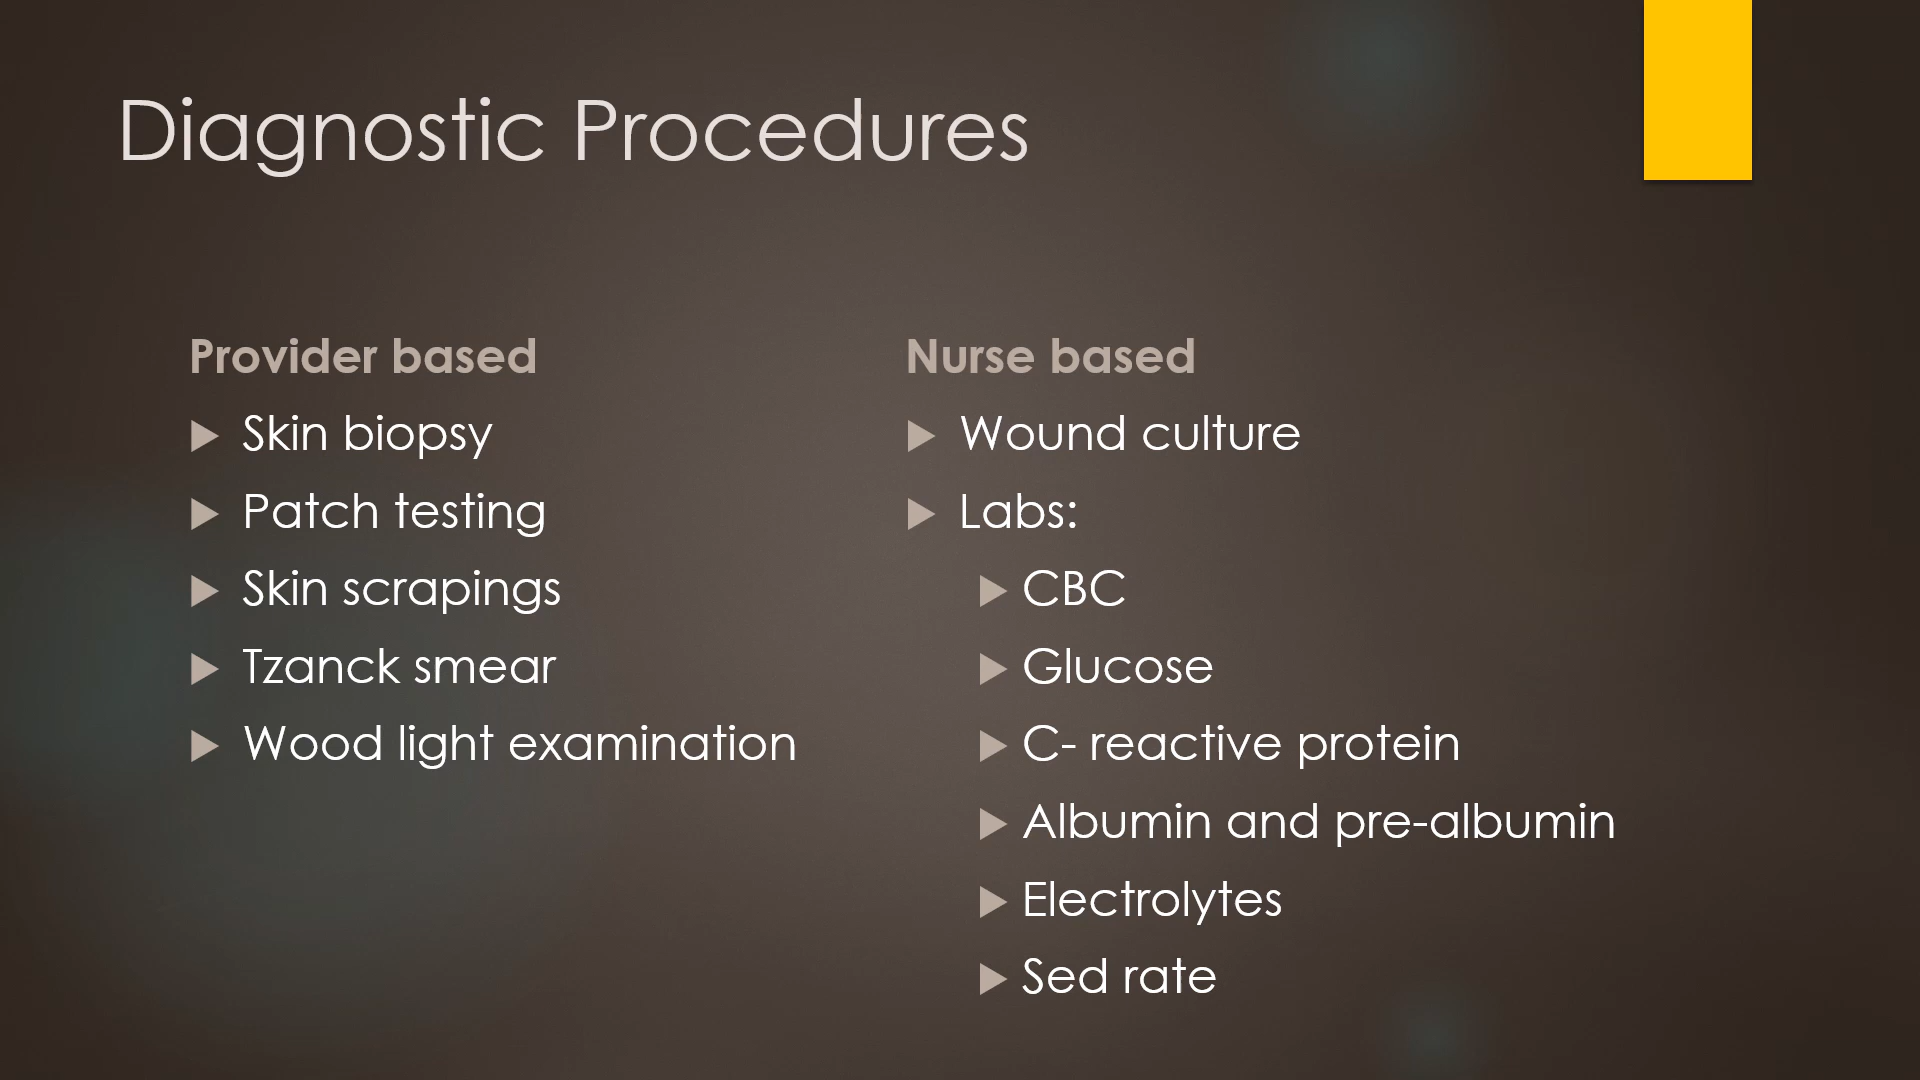 Diagnostic Procedures
Provider based
Skin biopsy
Patch testing
Skin scrapings
Tzanck smear
Wood light examination
Nurse based
Wound culture
Labs:
CBC
Glucose
C- reactive protein
Albumin and pre-albumin
Electrolytes
Sed rate